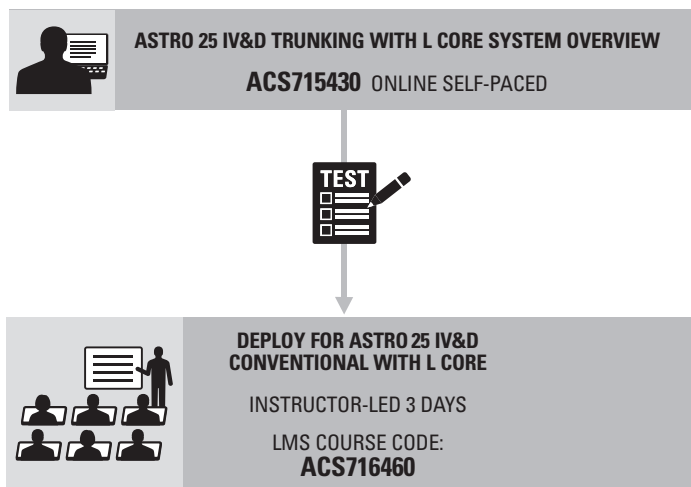 ASTRO 25 IV&D TRUNKING WITH L CORE SYSTEM OVERVIEW
ACS715430 ONLINE SELF-PACED
TEST
DEPLOY FOR ASTRO 25 IV&D
CONVENTIONAL WITH L CORE
INSTRUCTOR-LED 3 DAYS
LMS COURSE CODE:
ACS716460